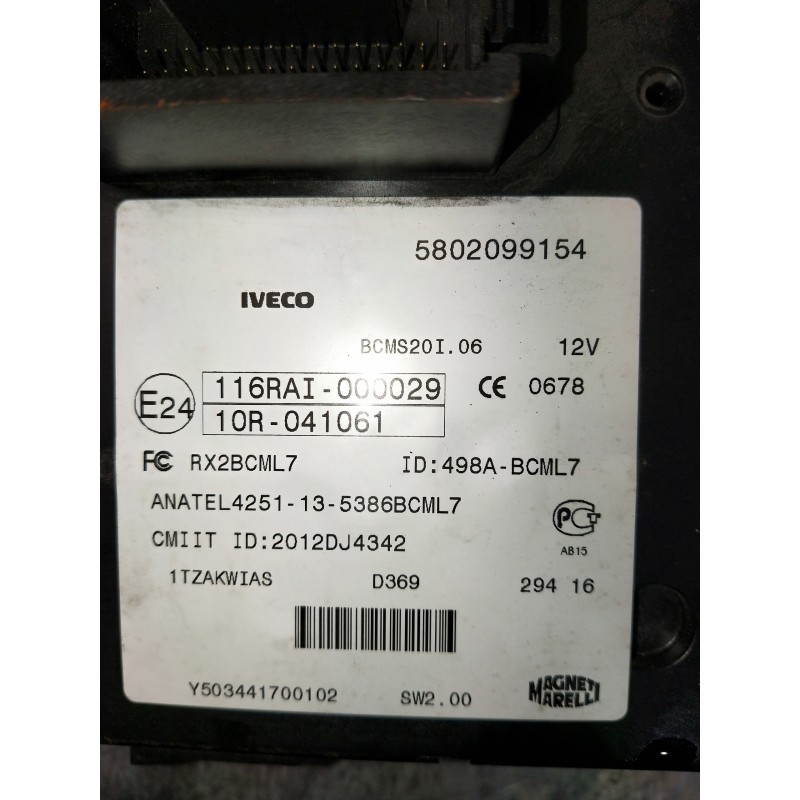 5802099154
IVECO
BCMS20I.06 12V
E24 116RAI-000029 CE 0678
10R-041061
FC RX2BCML7 ID:498A-BCML7
ANATEL4251-13-5386BCML7
PCT
CMIIT ID:2012DJ4342
AB15
1TZAKWIAS D369 294 16
Y503441700102 SW2.00 MAGNETI
MARELLI